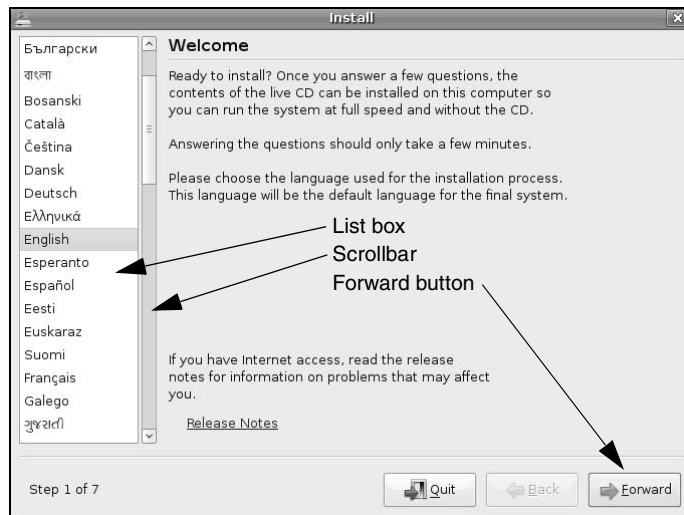 Install
Български
বাংলা
Bosanski
Català
Čeština
Dansk
Deutsch
Ελληνικά
English
Esperanto
Español
Eesti
Euskaraz
Suomi
Français
Galego
ગુજરાતી
Welcome
Ready to install? Once you answer a few questions, the
contents of the live CD can be installed on this computer so
you can run the system at full speed and without the CD.
Answering the questions should only take a few minutes.
Please choose the language used for the installation process.
This language will be the default language for the final system.
List box
Scrollbar
Forward button
If you have Internet access, read the release
notes for information on problems that may affect
you.
Release Notes
Step 1 of 7
Quit
Back
Forward